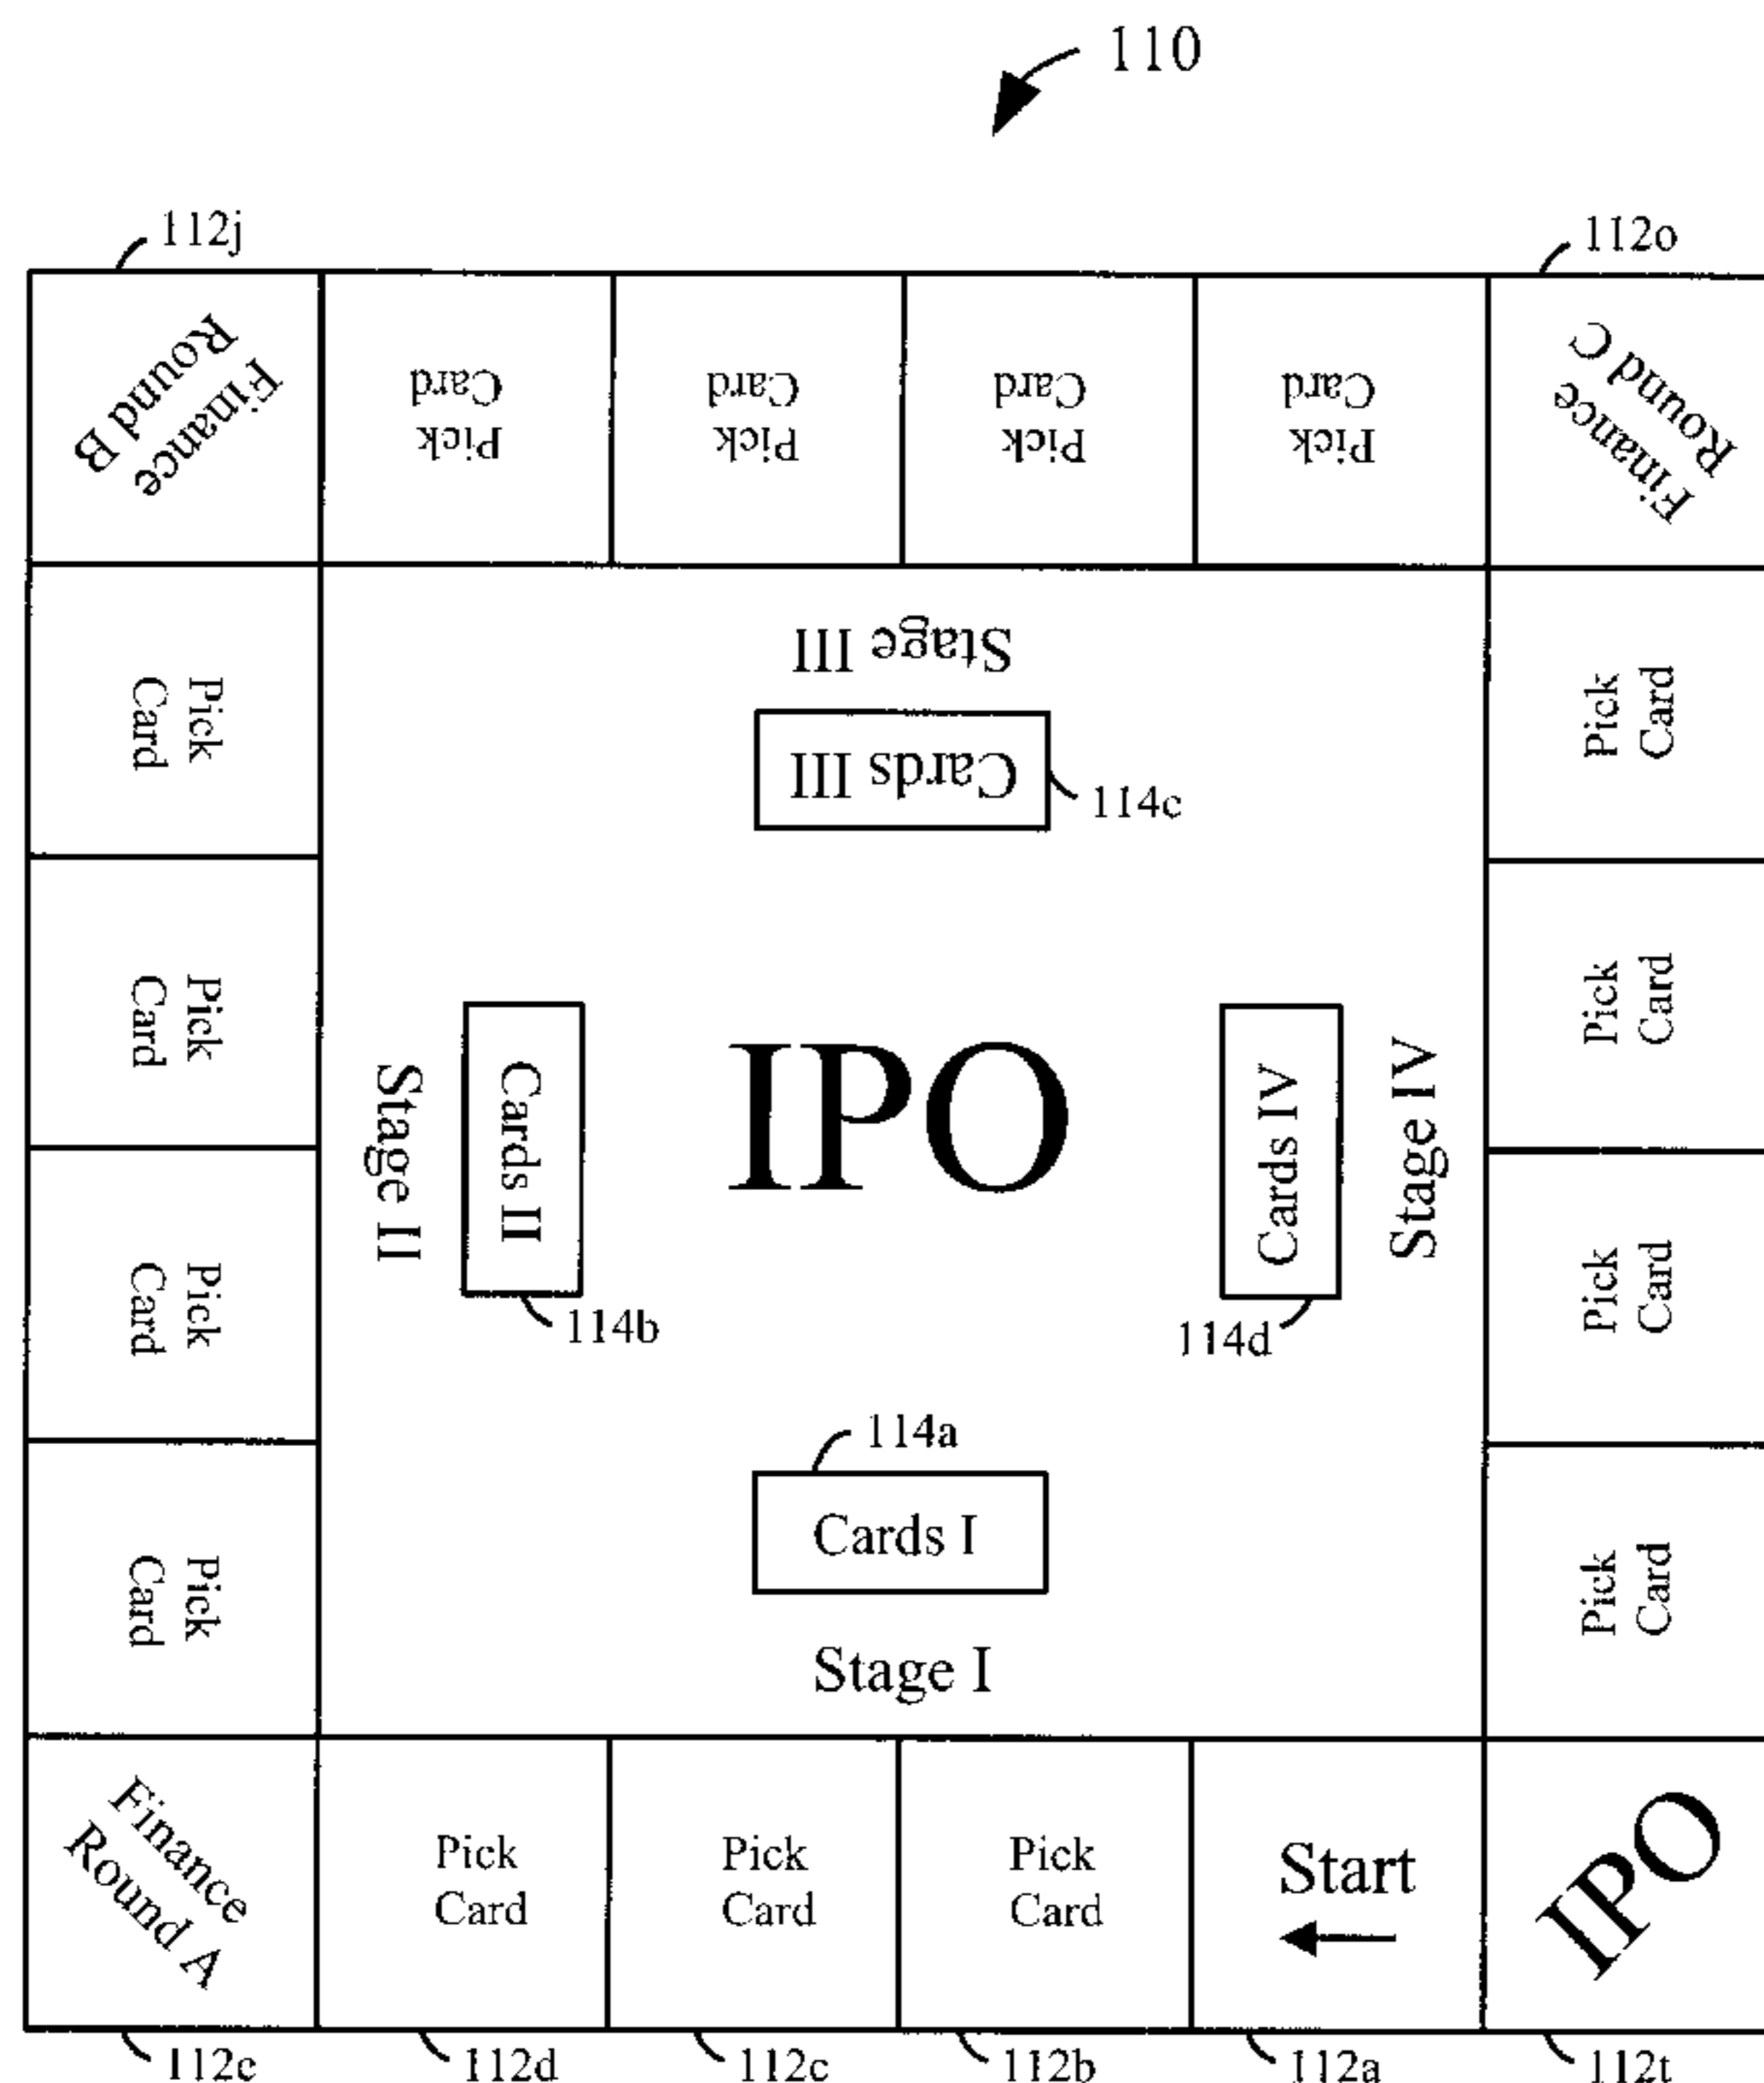 110
112j
112o
Finance
Round B
Pick
Card
Pick
Card
Pick
Card
Pick
Card
Finance
Round C
Pick
Card
Pick
Card
Pick
Card
Pick
Card
Stage III
Cards III
114c
Stage II
Cards II
114b
IPO
Cards IV
114d
Stage IV
Pick
Card
Pick
Card
Pick
Card
Pick
Card
114a
Cards I
Stage I
Finance
Round A
Pick
Card
Pick
Card
Pick
Card
Start
IPO
112e
112d
112c
112b
112a
112t